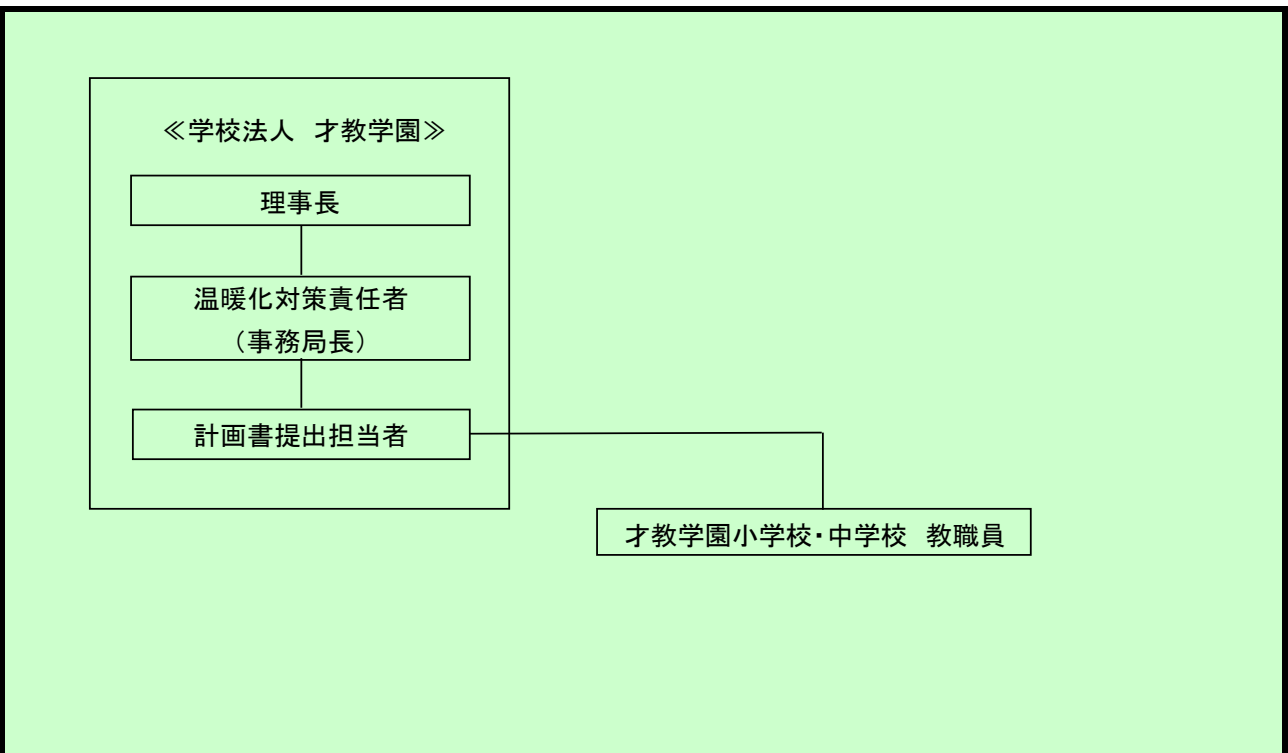 ≪学校法人　才教学園≫
理事長
温暖化対策責任者
（事務局長）
計画書提出担当者
才教学園小学校・中学校　教職員